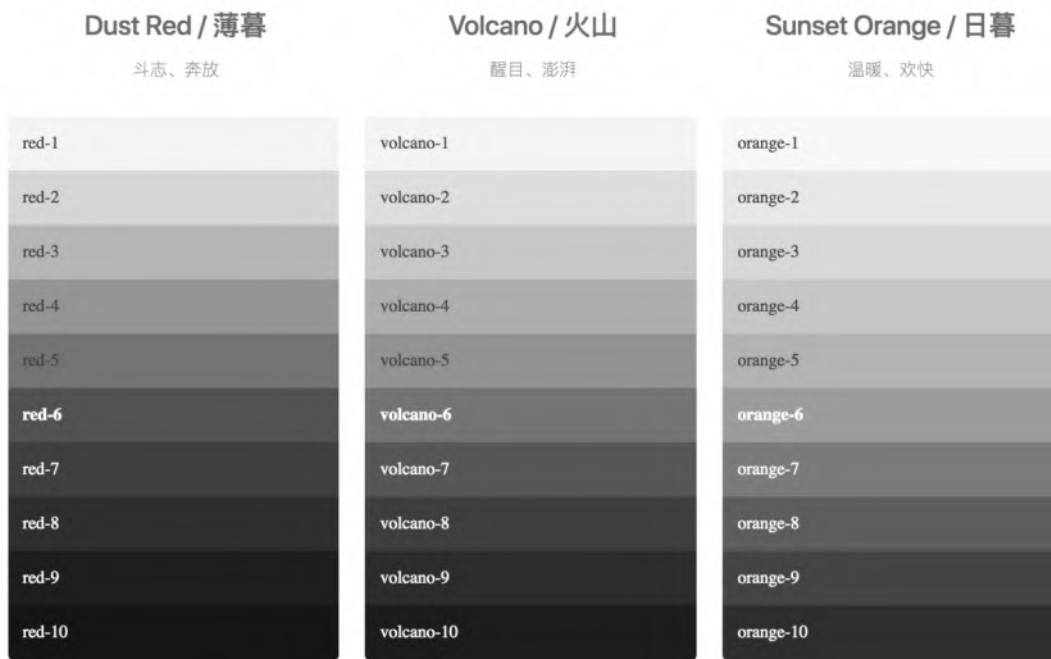 Dust Red / 薄暮
斗志、奔放
red-1
red-2
red-3
red-4
red-5
red-6
red-7
red-8
red-9
red-10
Volcano / 火山
醒目、澎湃
volcano-1
volcano-2
volcano-3
volcano-4
volcano-5
volcano-6
volcano-7
volcano-8
volcano-9
volcano-10
Sunset Orange / 日暮
温暖、欢快
orange-1
orange-2
orange-3
orange-4
orange-5
orange-6
orange-7
orange-8
orange-9
orange-10